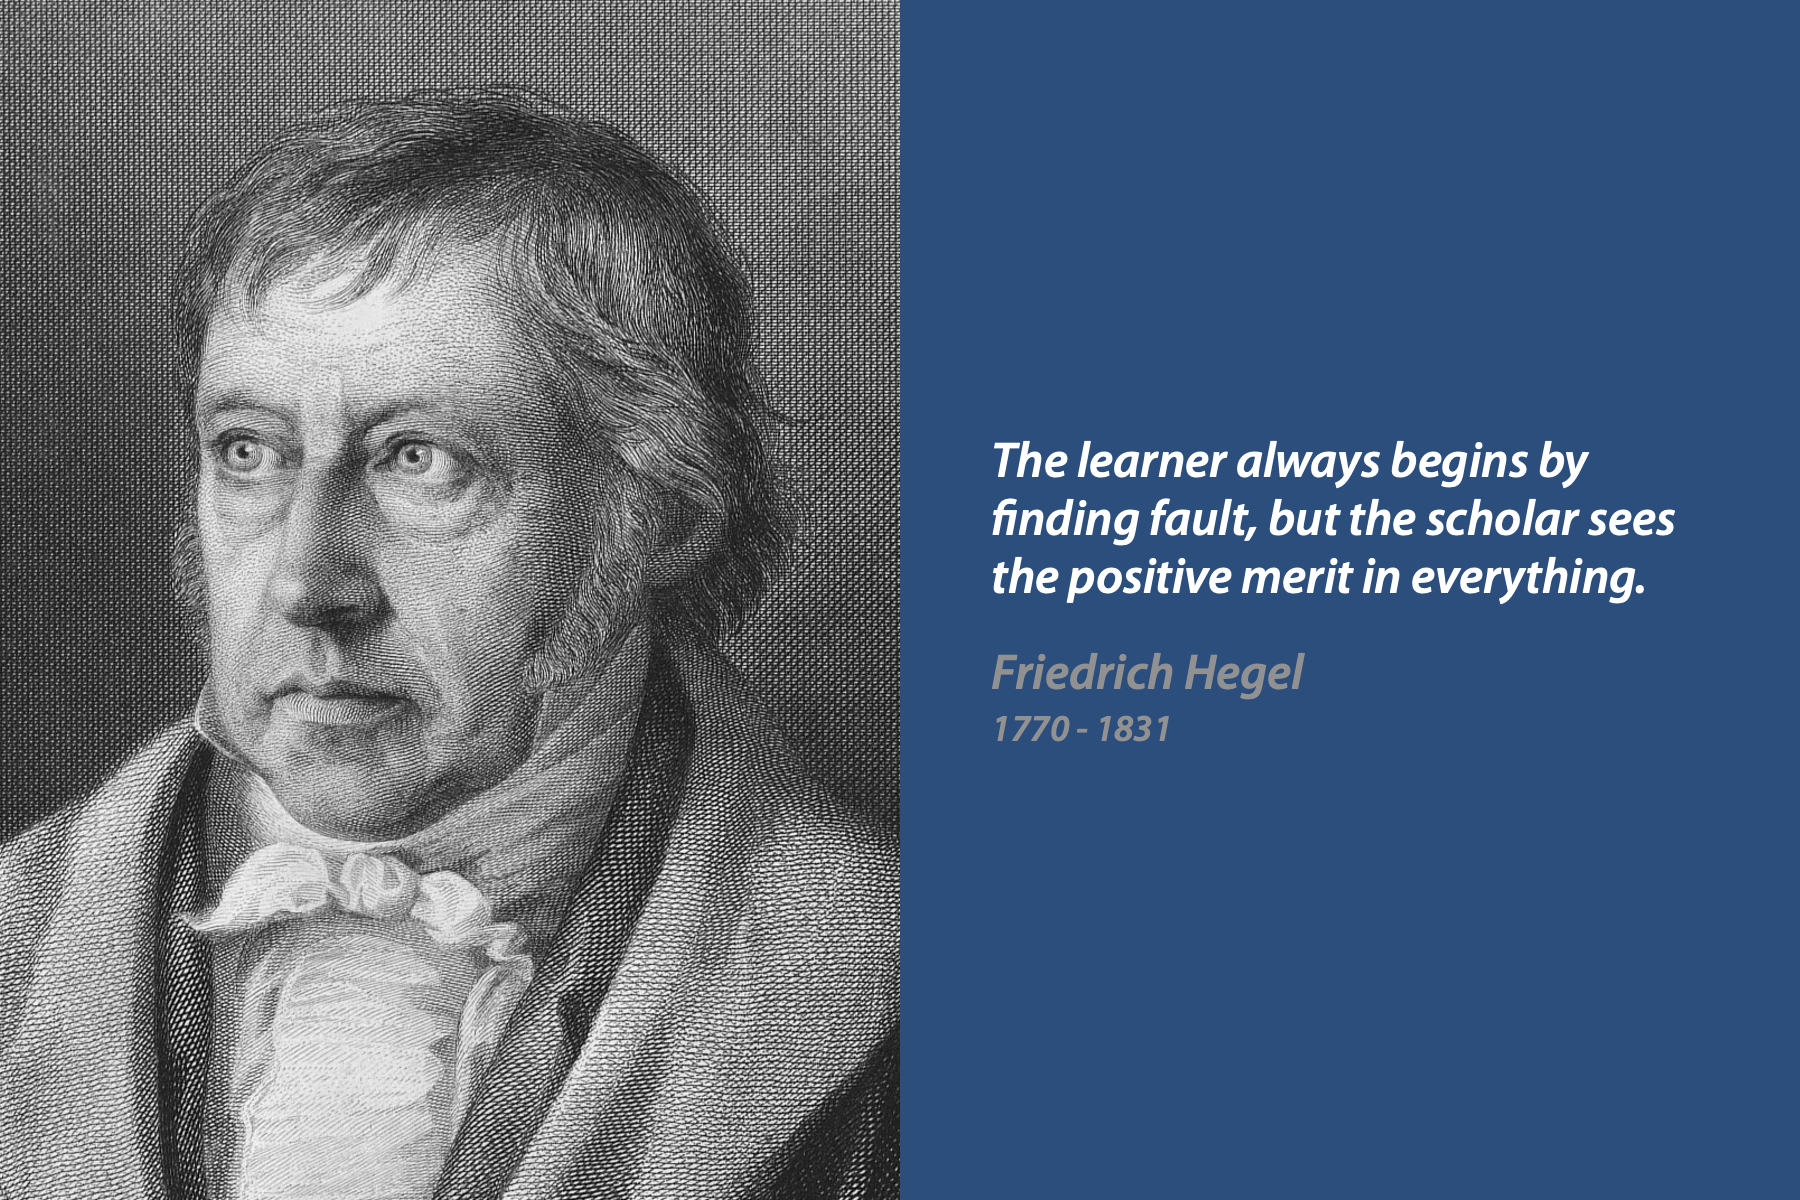 The learner always begins by
finding fault, but the scholar sees
the positive merit in everything.
Friedrich Hegel
1770 - 1831